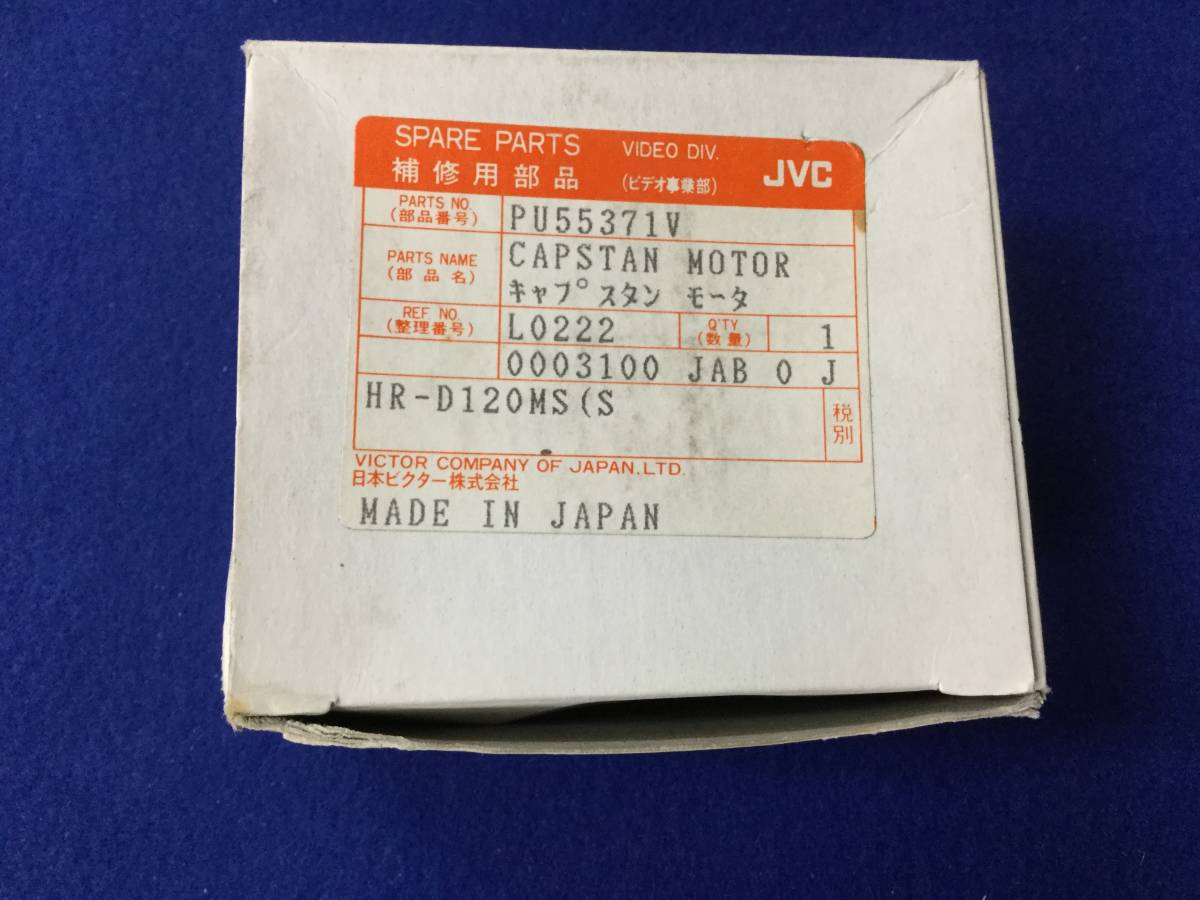 SPARE PARTS VIDEO DIV. JVC
補修用部品 (ビデオ事業部)
PARTS NO. PU55371V
(部品番号)
PARTS NAME CAPSTAN MOTOR
(部品名) キャプスタン モータ
REF. NO. L0222 Q'TY 1
(整理番号) (数量)
0003100 JAB 0 J
HR-D120MS(S 税別
VICTOR COMPANY OF JAPAN.LTD.
日本ビクター株式会社
MADE IN JAPAN